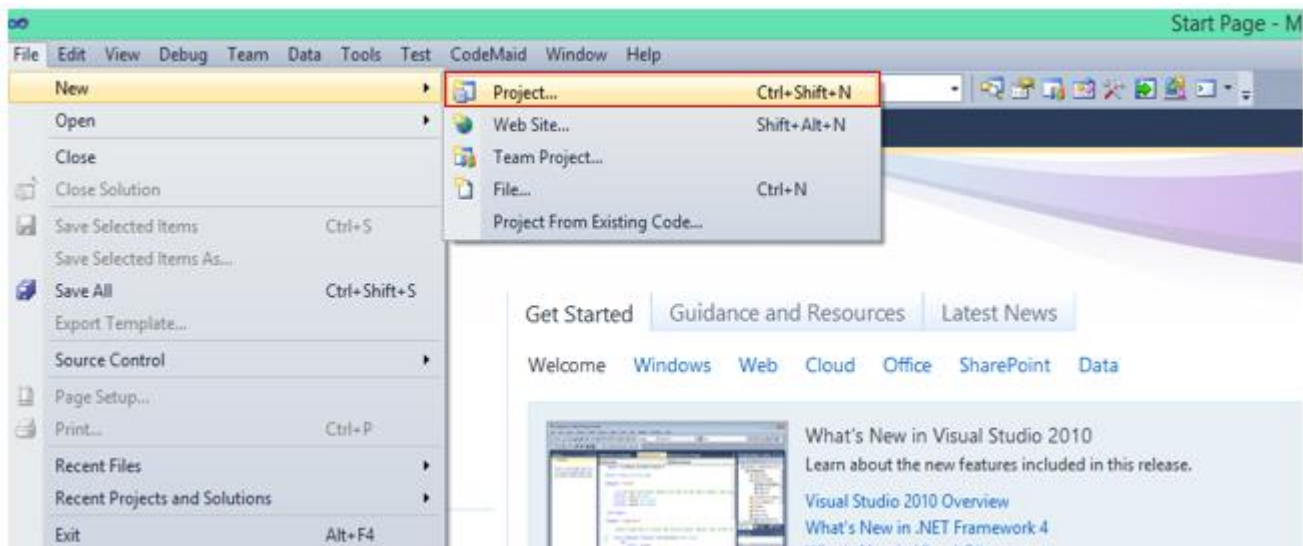 Start Page - M
File Edit View Debug Team Data Tools Test CodeMaid Window Help
New
Project... Ctrl+Shift+N
Open
Web Site... Shift+Alt+N
Close
Team Project...
Close Solution
File... Ctrl+N
Save Selected Items Ctrl+S
Project From Existing Code...
Save Selected Items As...
Save All Ctrl+Shift+S
Export Template...
Get Started Guidance and Resources Latest News
Source Control
Welcome Windows Web Cloud Office SharePoint Data
Page Setup...
Print... Ctrl+P
What's New in Visual Studio 2010
Recent Files
Learn about the new features included in this release.
Recent Projects and Solutions
Visual Studio 2010 Overview
What's New in .NET Framework 4
Exit Alt+F4